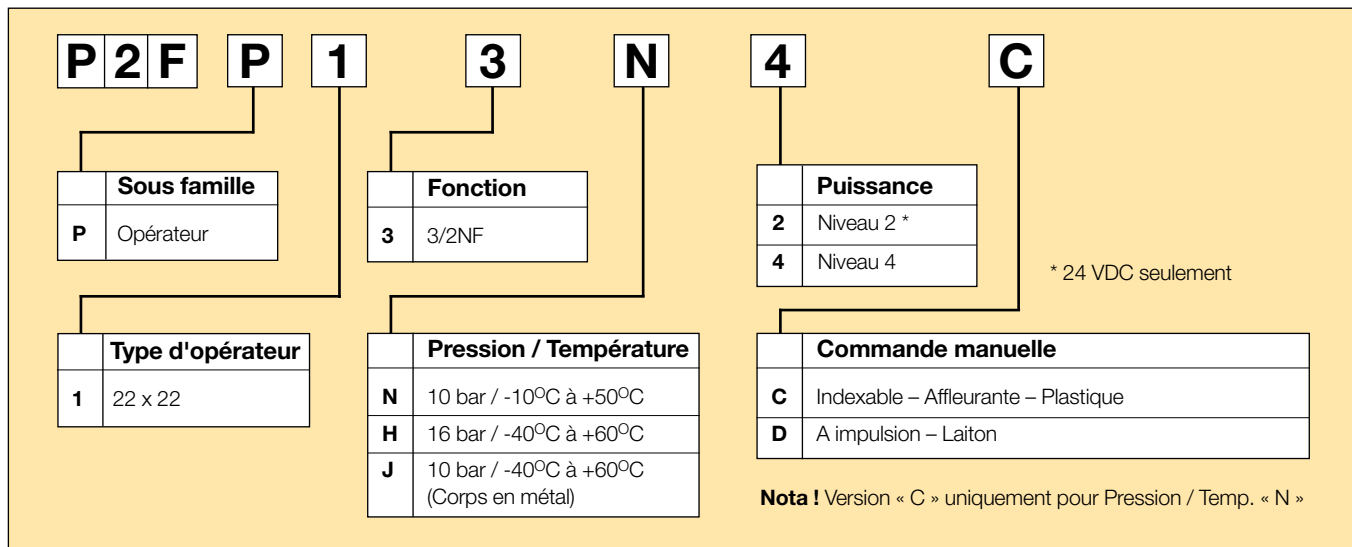 P 2 F P 1 3 N 4 C
Sous famille
P Opérateur
Fonction
3 3/2NF
Puissance
2 Niveau 2 *
4 Niveau 4
* 24 VDC seulement
Type d'opérateur
1 22 x 22
Pression / Température
N 10 bar / -10ᴼC à +50ᴼC
H 16 bar / -40ᴼC à +60ᴼC
J 10 bar / -40ᴼC à +60ᴼC
(Corps en métal)
Commande manuelle
C Indexable – Affleurante – Plastique
D A impulsion – Laiton
Nota ! Version « C » uniquement pour Pression / Temp. « N »